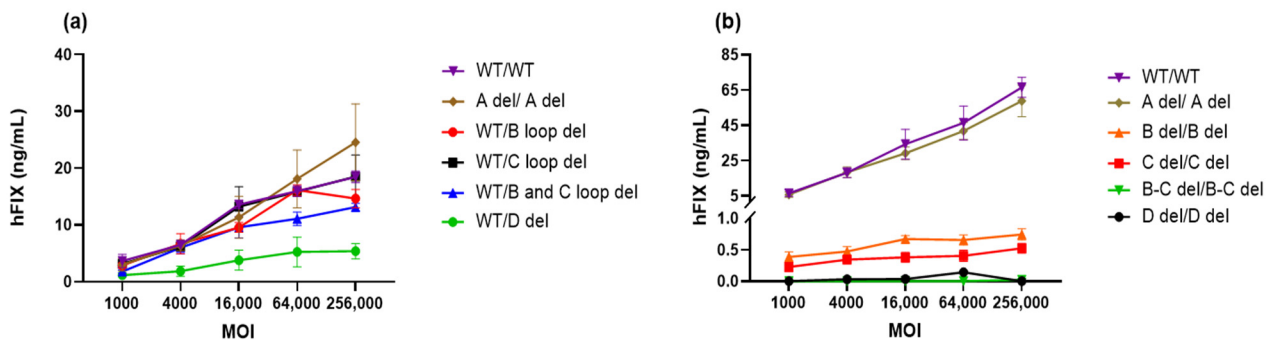 (a)
hFIX (ng/mL)
40
30
20
10
0
1000 4000 16,000 64,000 256,000
MOI
WT/WT
A del/ A del
WT/B loop del
WT/C loop del
WT/B and C loop del
WT/D del
(b)
hFIX (ng/mL)
85
65
45
25
5
1.0
0.5
0.0
1000 4000 16,000 64,000 256,000
MOI
WT/WT
A del/ A del
B del/B del
C del/C del
B-C del/B-C del
D del/D del